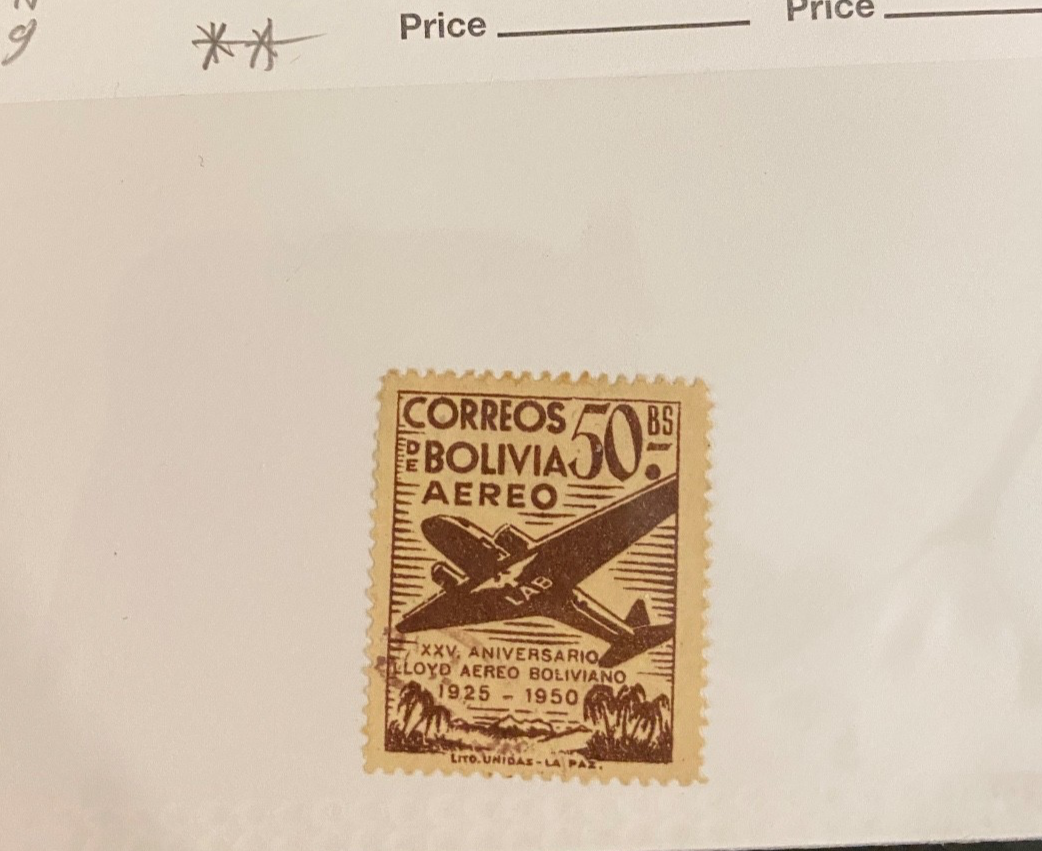 9
**
Price
Price
CORREOS 50 BS
DE BOLIVIA
AEREO
LAB
XXV. ANIVERSARIO
LLOYD AEREO BOLIVIANO
1925 - 1950
LITO. UNIDAS - LA PAZ.